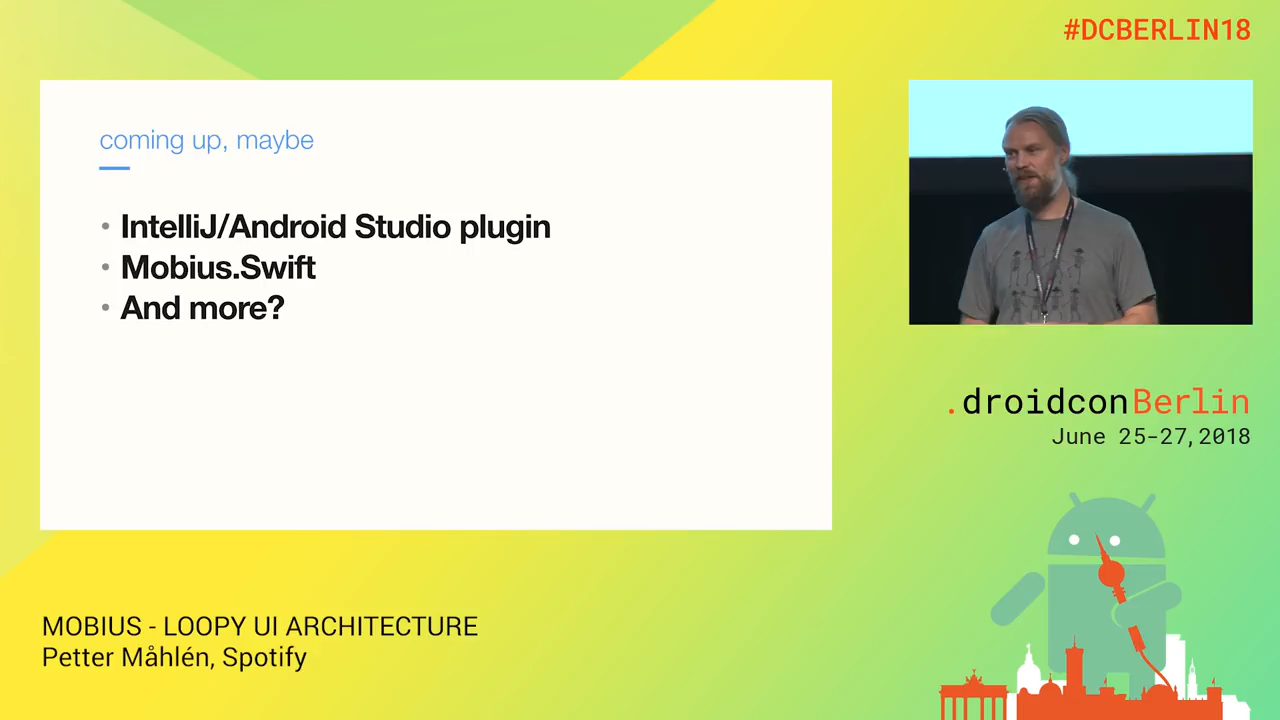 #DCBERLIN18
coming up, maybe
• IntelliJ/Android Studio plugin
• Mobius.Swift
• And more?
.droidconBerlin
June 25-27,2018
MOBIUS - LOOPY UI ARCHITECTURE
Petter Måhlén, Spotify